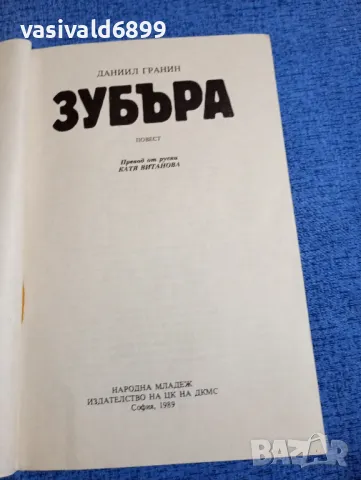 vasivald6899
ДАНИИЛ ГРАНИН
ЗУБЪРА
ПОВЕСТ
Превод от руски
КАТЯ ВИТАНОВА
НАРОДНА МЛАДЕЖ
ИЗДАТЕЛСТВО НА ЦК НА ДКМС
София, 1989
bazar